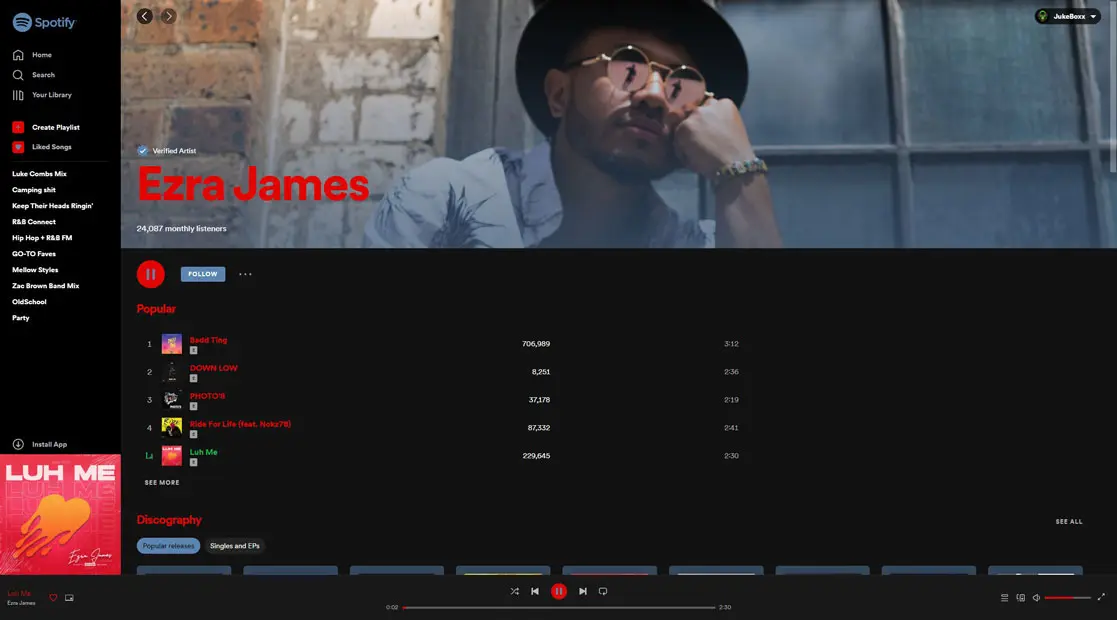 Spotify
JukeBoxx
Home
Search
Your Library
Create Playlist
Liked Songs
Luke Combs Mix
Camping shit
Keep Their Heads Ringin'
R&B Connect
Hip Hop + R&B FM
GO-TO Faves
Mellow Styles
Zac Brown Band Mix
OldSchool
Party
Install App
LUH ME
Ezra James
Verified Artist
Ezra James
24,087 monthly listeners
FOLLOW
Popular
1 Badd Ting 706,989 3:12
E
2 DOWN LOW 8,251 2:36
E
3 PHOTO'S 37,178 2:19
E
4 Ride For Life (feat. Nokz78) 87,332 2:41
E
Luh Me 229,645 2:30
E
SEE MORE
Discography
SEE ALL
Popular releases
Singles and EPs
Luh Me
Ezra James
0:02
2:30